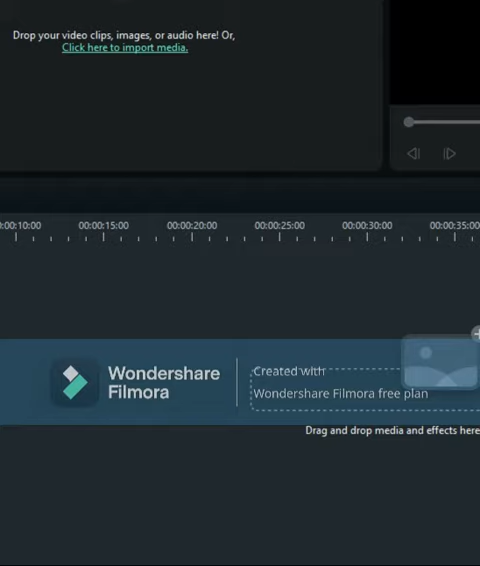 Drop your video clips, images, or audio here! Or,
Click here to import media.
00:00:10:00 00:00:15:00 00:00:20:00 00:00:25:00 00:00:30:00 00:00:35:00
Wondershare
Filmora
Created with
Wondershare Filmora free plan
Drag and drop media and effects here